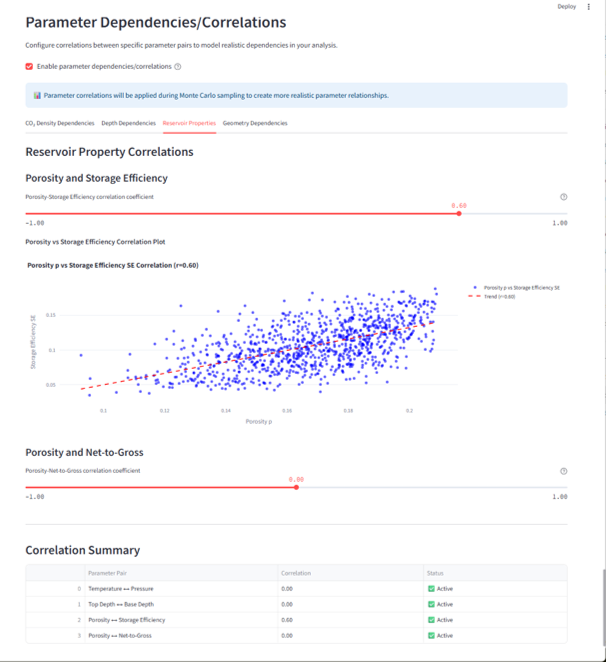 Deploy
Parameter Dependencies/Correlations
Configure correlations between specific parameter pairs to model realistic dependencies in your analysis.
Enable parameter dependencies/correlations
Parameter correlations will be applied during Monte Carlo sampling to create more realistic parameter relationships.
CO₂ Density Dependencies Depth Dependencies Reservoir Properties Geometry Dependencies
Reservoir Property Correlations
Porosity and Storage Efficiency
Porosity-Storage Efficiency correlation coefficient
0.60
-1.00 1.00
Porosity vs Storage Efficiency Correlation Plot
Porosity p vs Storage Efficiency SE Correlation (r=0.60)
Porosity p vs Storage Efficiency SE
Trend (r=0.60)
Storage Efficiency SE
0.15
0.1
0.05
0.1 0.12 0.14 0.16 0.18 0.2
Porosity p
Porosity and Net-to-Gross
Porosity-Net-to-Gross correlation coefficient
0.00
-1.00 1.00
Correlation Summary
Parameter Pair Correlation Status
0 Temperature ↔ Pressure 0.00 Active
1 Top Depth ↔ Base Depth 0.00 Active
2 Porosity ↔ Storage Efficiency 0.60 Active
3 Porosity ↔ Net-to-Gross 0.00 Active